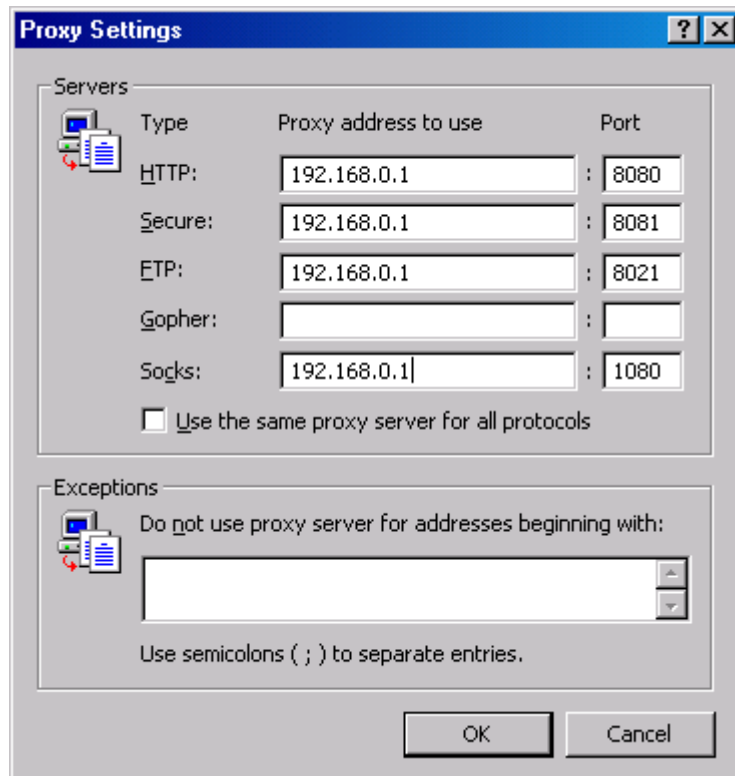 Proxy Settings
Servers
Type Proxy address to use Port
HTTP: 192.168.0.1 : 8080
Secure: 192.168.0.1 : 8081
FTP: 192.168.0.1 : 8021
Gopher: :
Socks: 192.168.0.1 : 1080
Use the same proxy server for all protocols
Exceptions
Do not use proxy server for addresses beginning with:
Use semicolons ( ; ) to separate entries.
OK Cancel